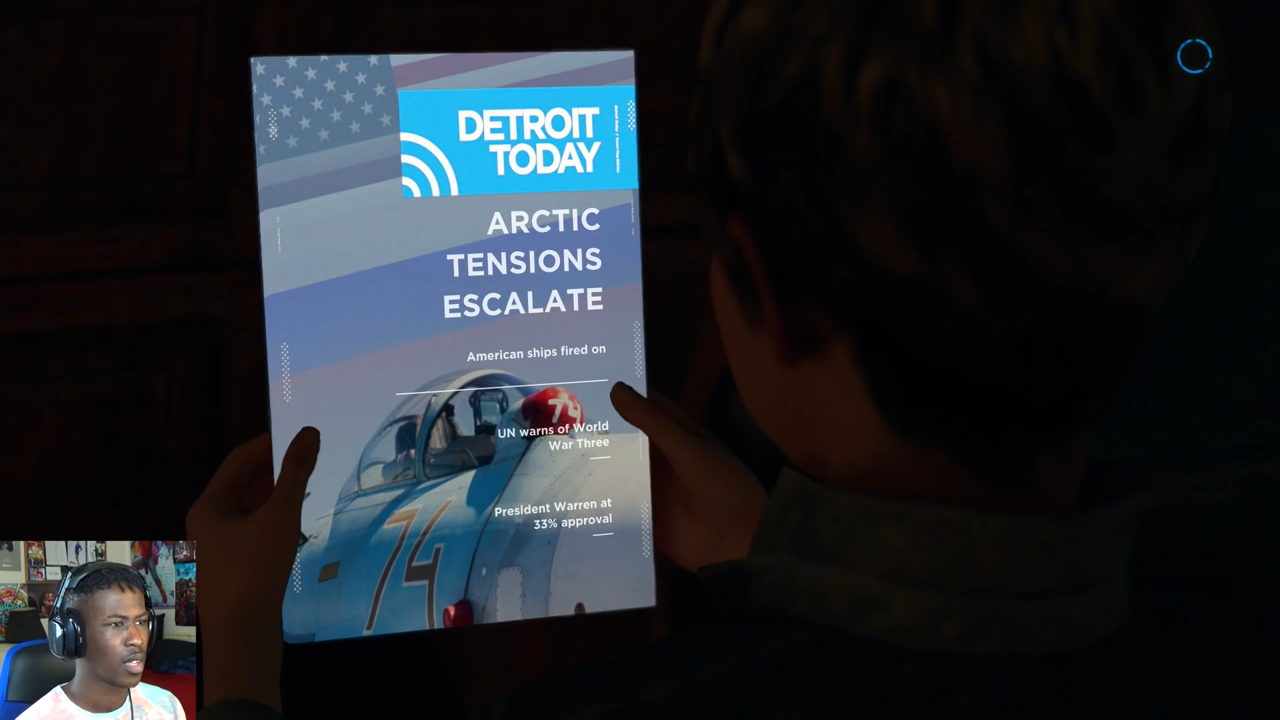 DETROIT
TODAY
ARCTIC
TENSIONS
ESCALATE
American ships fired on
74
UN warns of World
War Three
President Warren at
33% approval
74